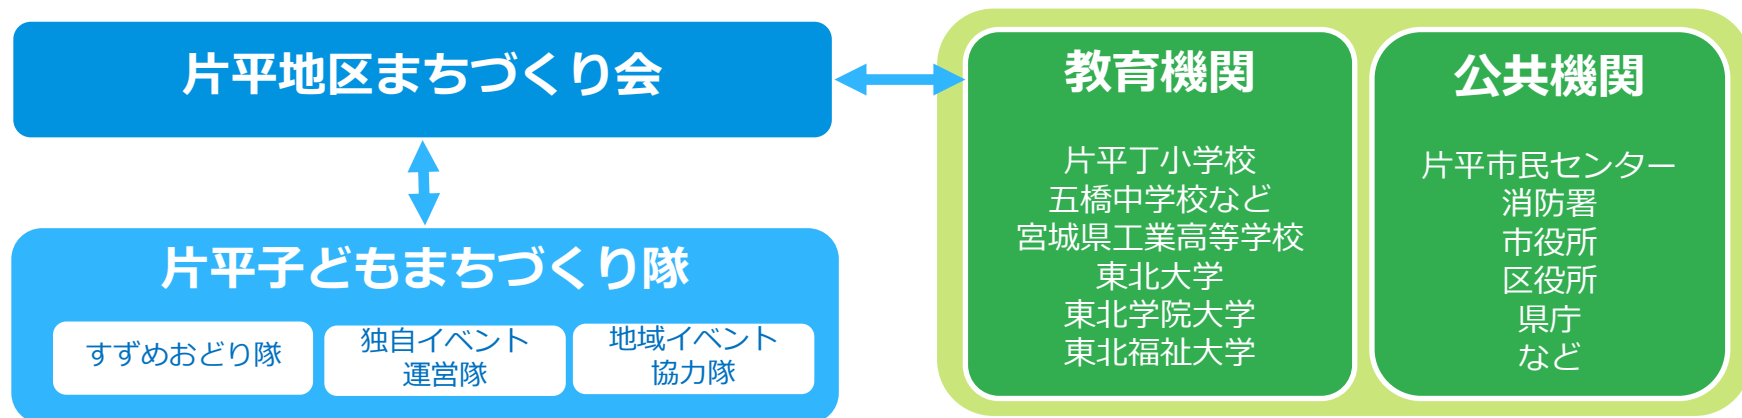 片平地区まちづくり会
片平子どもまちづくり隊
すずめおどり隊
独自イベント
運営隊
地域イベント
協力隊
教育機関
片平丁小学校
五橋中学校など
宮城県工業高等学校
東北大学
東北学院大学
東北福祉大学
公共機関
片平市民センター
消防署
市役所
区役所
県庁
など